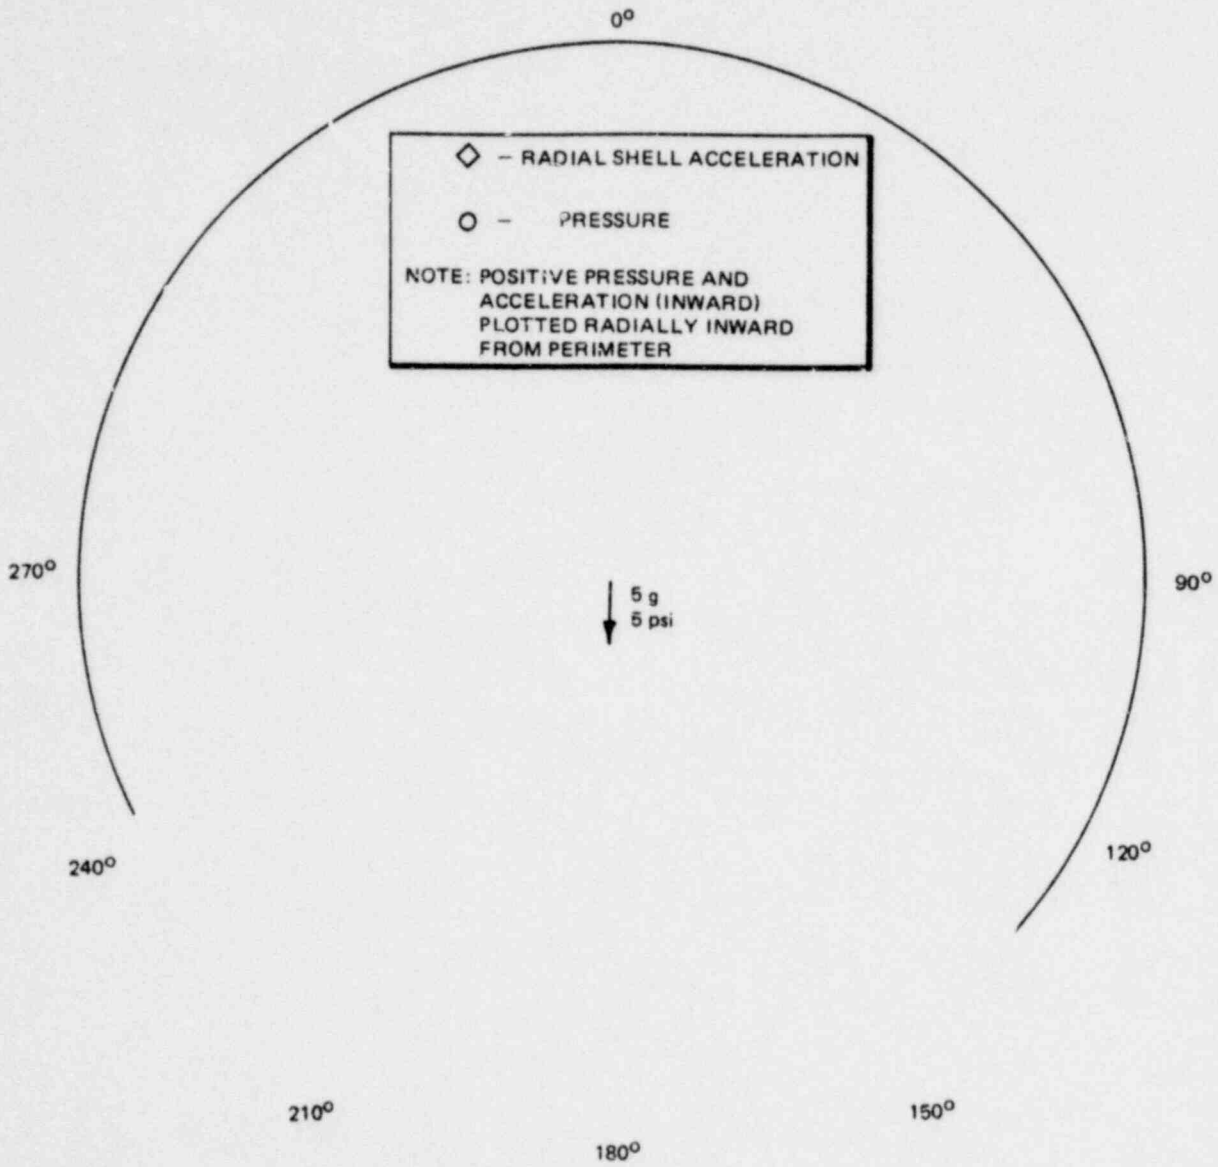 0°
◇ – RADIAL SHELL ACCELERATION
○ – PRESSURE
NOTE: POSITIVE PRESSURE AND
ACCELERATION (INWARD)
PLOTTED RADIALLY INWARD
FROM PERIMETER
270°
90°
5 g
5 psi
240°
120°
210°
150°
180°